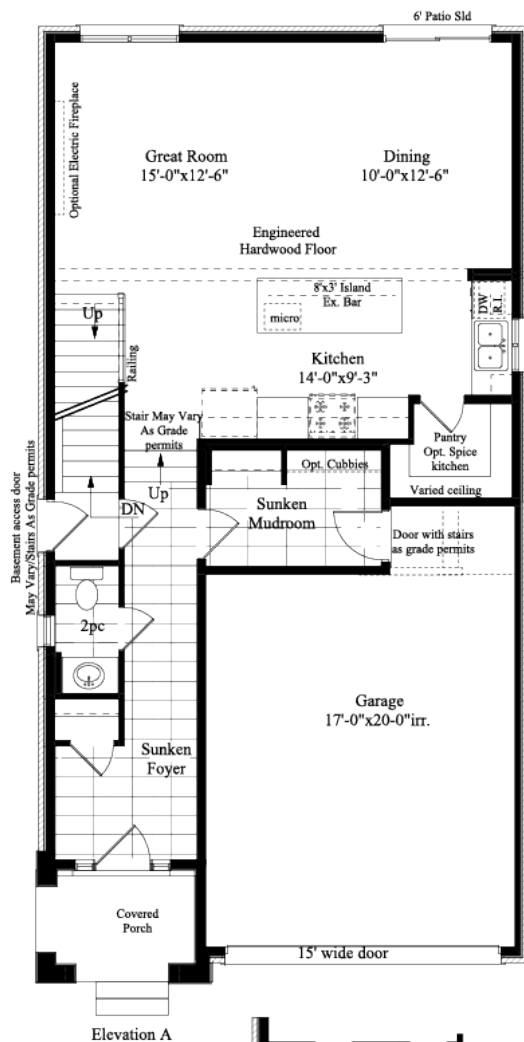 6' Patio Sld
Optional Electric Fireplace
Great Room
15'-0"x12'-6"
Dining
10'-0"x12'-6"
Engineered
Hardwood Floor
8'x3' Island
Ex. Bar
micro
DW
R.I.
Up
Railing
Kitchen
14'-0"x9'-3"
Stair May Vary
As Grade
permits
Pantry
Opt. Spice
kitchen
Varied ceiling
Opt. Cubbies
Up
Sunken
Mudroom
DN
Basement access door
May Vary/Stairs As Grade permits
Door with stairs
as grade permits
2pc
Garage
17'-0"x20-0"irr.
Sunken
Foyer
Covered
Porch
15' wide door
Elevation A